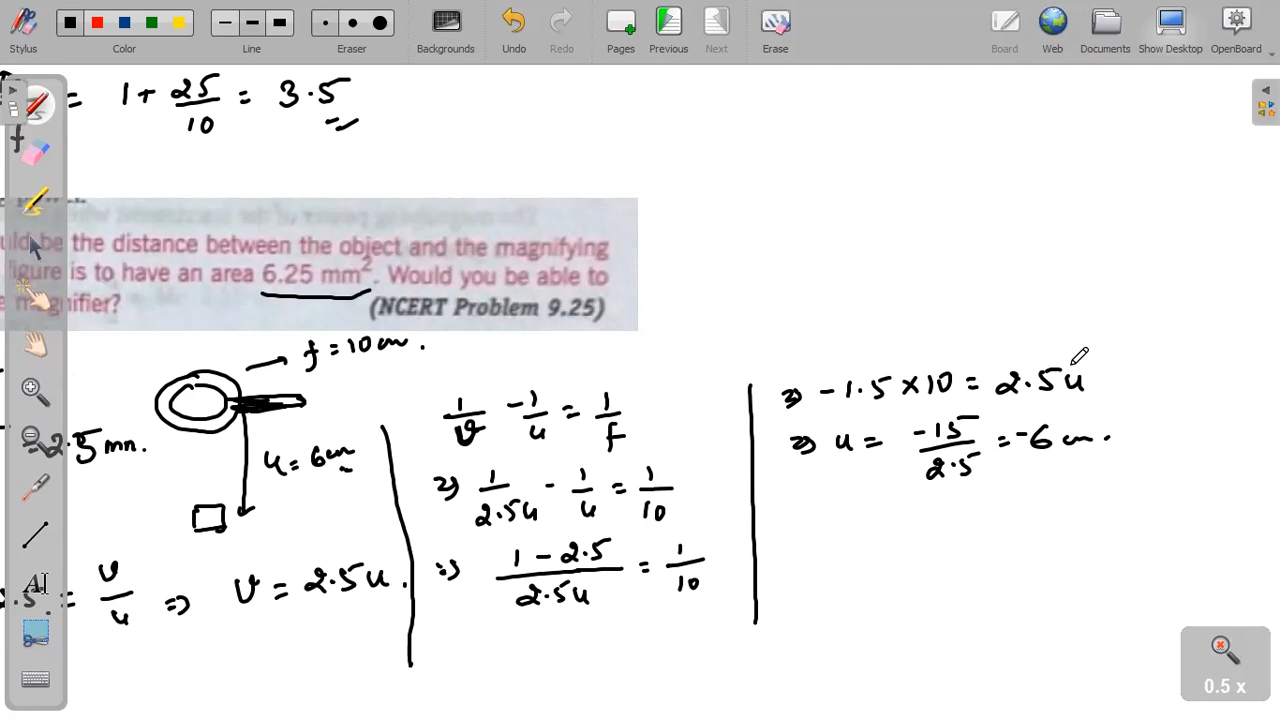 Stylus Color Line Eraser Backgrounds Undo Redo Pages Previous Next Erase Board Web Documents Show Desktop OpenBoard
= 1 + 25/10 = 3.5
f
uld be the distance between the object and the magnifying
figure is to have an area 6.25 mm². Would you be able to
e magnifier?
(NCERT Problem 9.25)
f = 10 cm.
= 2.5 mm.
u = 6 cm
2.5 = v/u ⇒ v = 2.5u.
1/v - 1/u = 1/f
⇒ 1/2.5u - 1/u = 1/10
⇒ (1 - 2.5)/2.5u = 1/10
⇒ -1.5 × 10 = 2.5u
⇒ u = -15/2.5 = -6 cm.
0.5 x